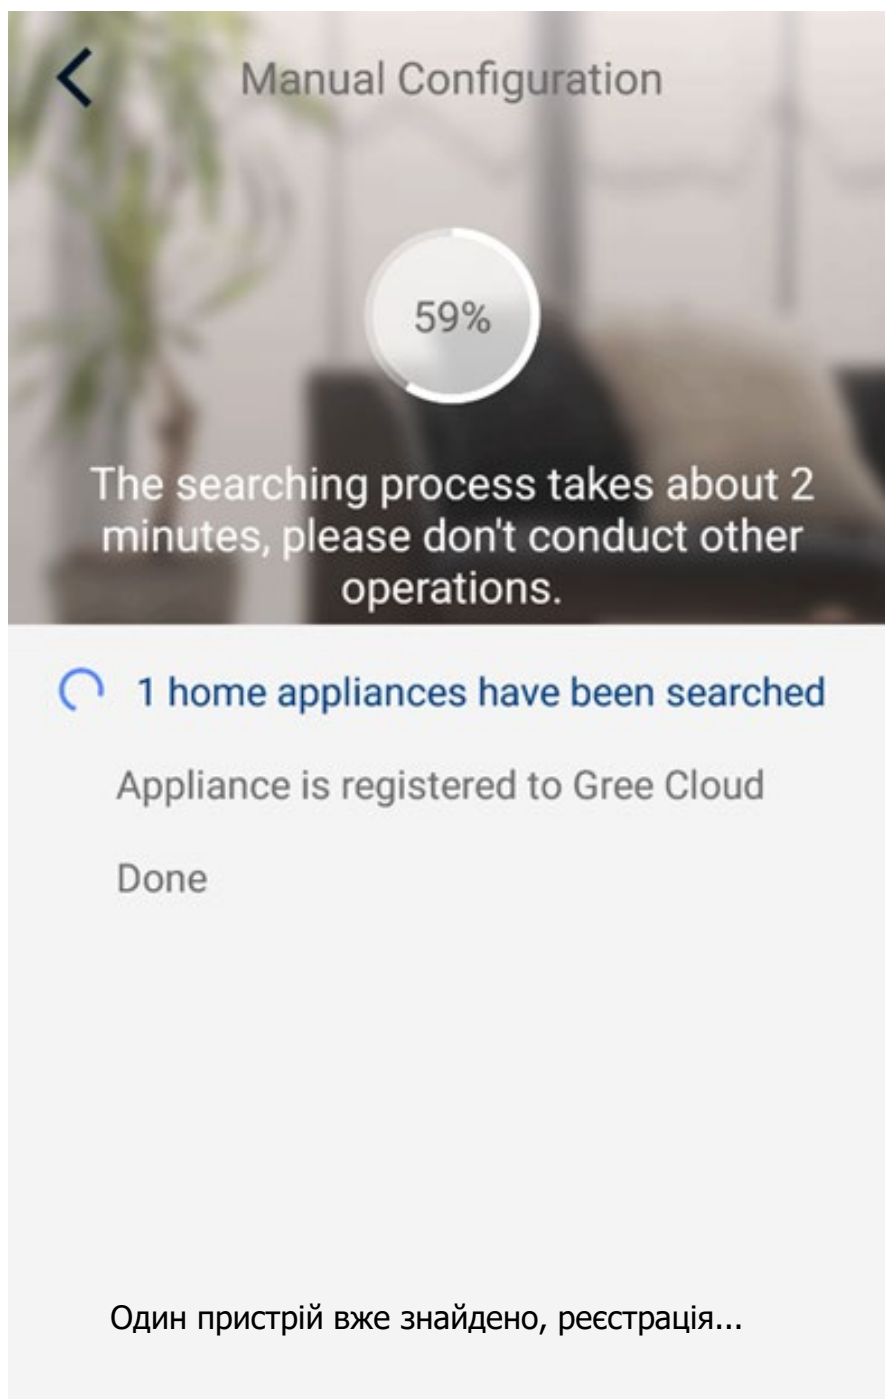 Manual Configuration
59%
The searching process takes about 2
minutes, please don't conduct other
operations.
1 home appliances have been searched
Appliance is registered to Gree Cloud
Done
Один пристрій вже знайдено, реєстрація...